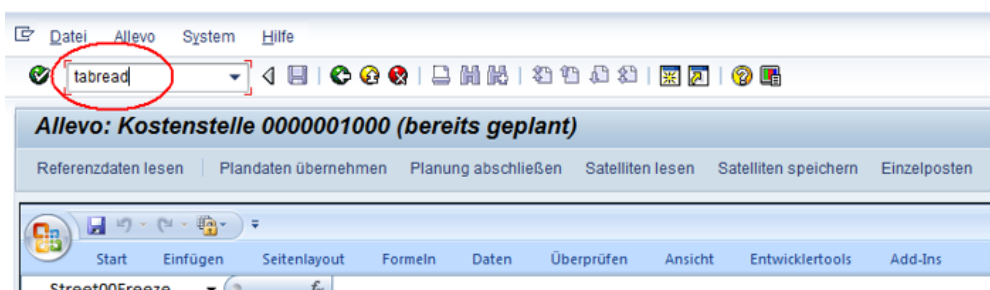 Datei Allevo System Hilfe
tabread
Allevo: Kostenstelle 0000001000 (bereits geplant)
Referenzdaten lesen Plandaten übernehmen Planung abschließen Satelliten lesen Satelliten speichern Einzelposten
Start Einfügen Seitenlayout Formeln Daten Überprüfen Ansicht Entwicklertools Add-Ins
Street00Freeze fx